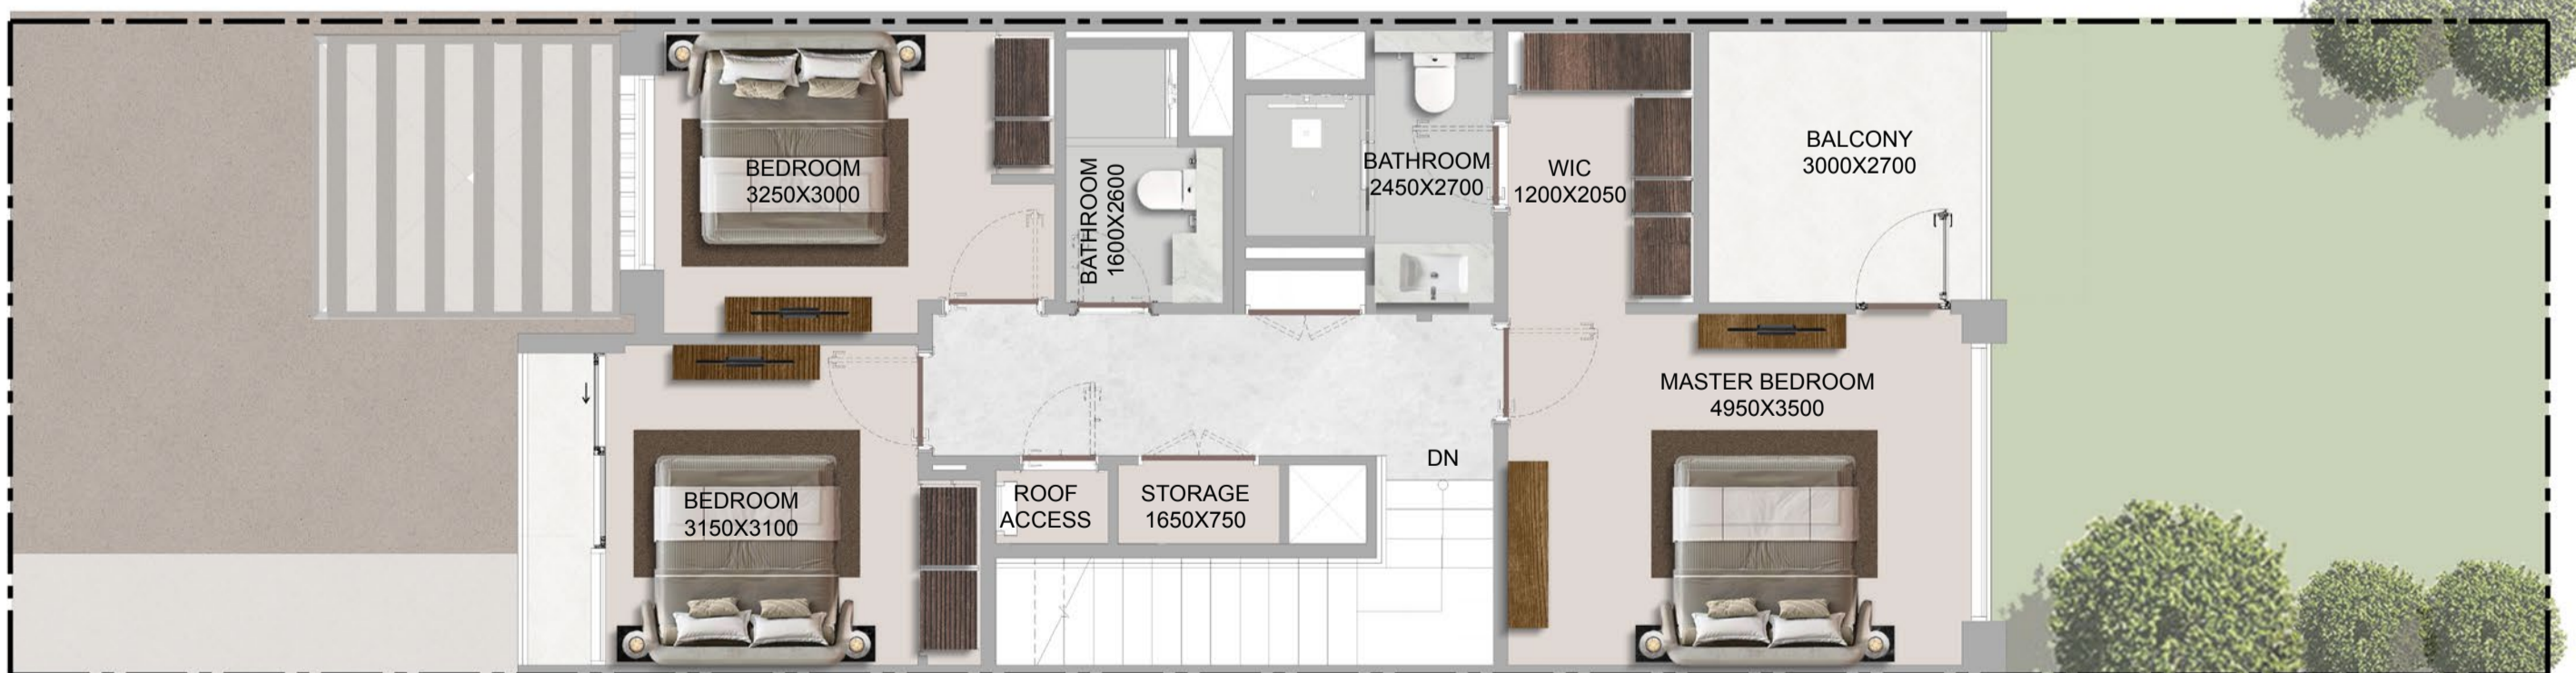 BEDROOM
3250X3000
BATHROOM
1600X2600
BATHROOM
2450X2700
WIC
1200X2050
BALCONY
3000X2700
MASTER BEDROOM
4950X3500
BEDROOM
3150X3100
ROOF
ACCESS
STORAGE
1650X750
DN